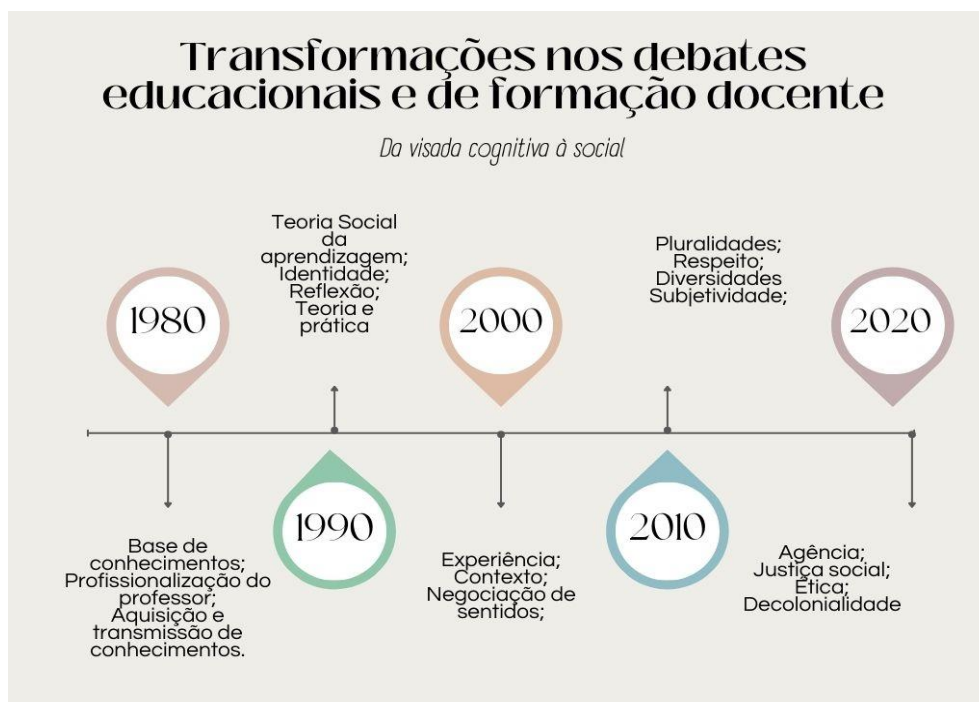 Transformações nos debates
educacionais e de formação docente
Da visada cognitiva à social
1980
Base de
conhecimentos;
Profissionalização do
professor;
Aquisição e
transmissão de
conhecimentos.
Teoria Social
da
aprendizagem;
Identidade;
Reflexão;
Teoria e
prática
1990
2000
Experiência;
Contexto;
Negociação de
sentidos;
Pluralidades;
Respeito;
Diversidades
Subjetividade;
2010
2020
Agência;
Justiça social;
Ética;
Decolonialidade